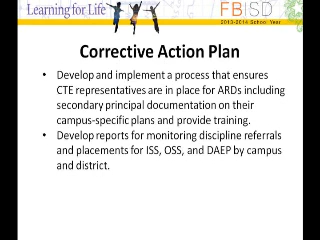 Learning for Life
FBISD
2013-2014 School Year
Corrective Action Plan
• Develop and implement a process that ensures
CTE representatives are in place for ARDs including
secondary principal documentation on their
campus-specific plans and provide training.
• Develop reports for monitoring discipline referrals
and placements for ISS, OSS, and DAEP by campus
and district.